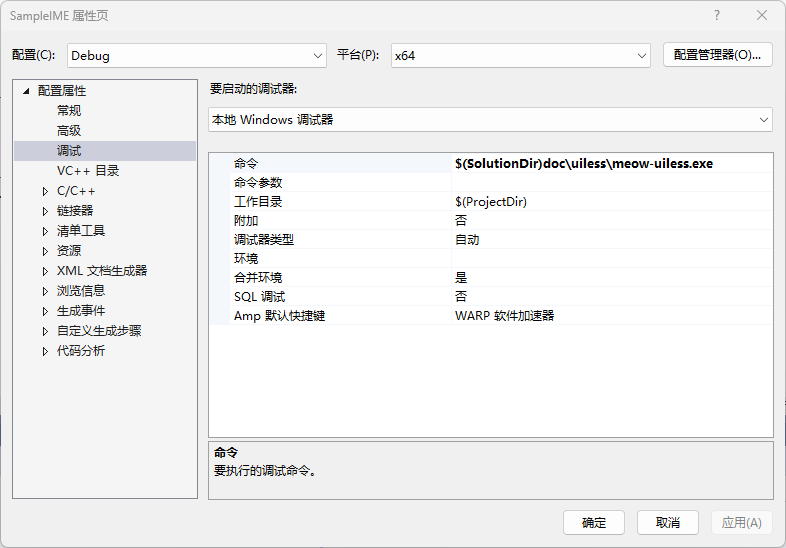 SampleIME 属性页
配置(C): Debug 平台(P): x64 配置管理器(O)...
配置属性
常规
高级
调试
VC++ 目录
C/C++
链接器
清单工具
资源
XML 文档生成器
浏览信息
生成事件
自定义生成步骤
代码分析
要启动的调试器:
本地 Windows 调试器
命令 $(SolutionDir)doc\uiless\meow-uiless.exe
命令参数
工作目录 $(ProjectDir)
附加 否
调试器类型 自动
环境
合并环境 是
SQL 调试 否
Amp 默认快捷键 WARP 软件加速器
命令
要执行的调试命令。
确定 取消 应用(A)